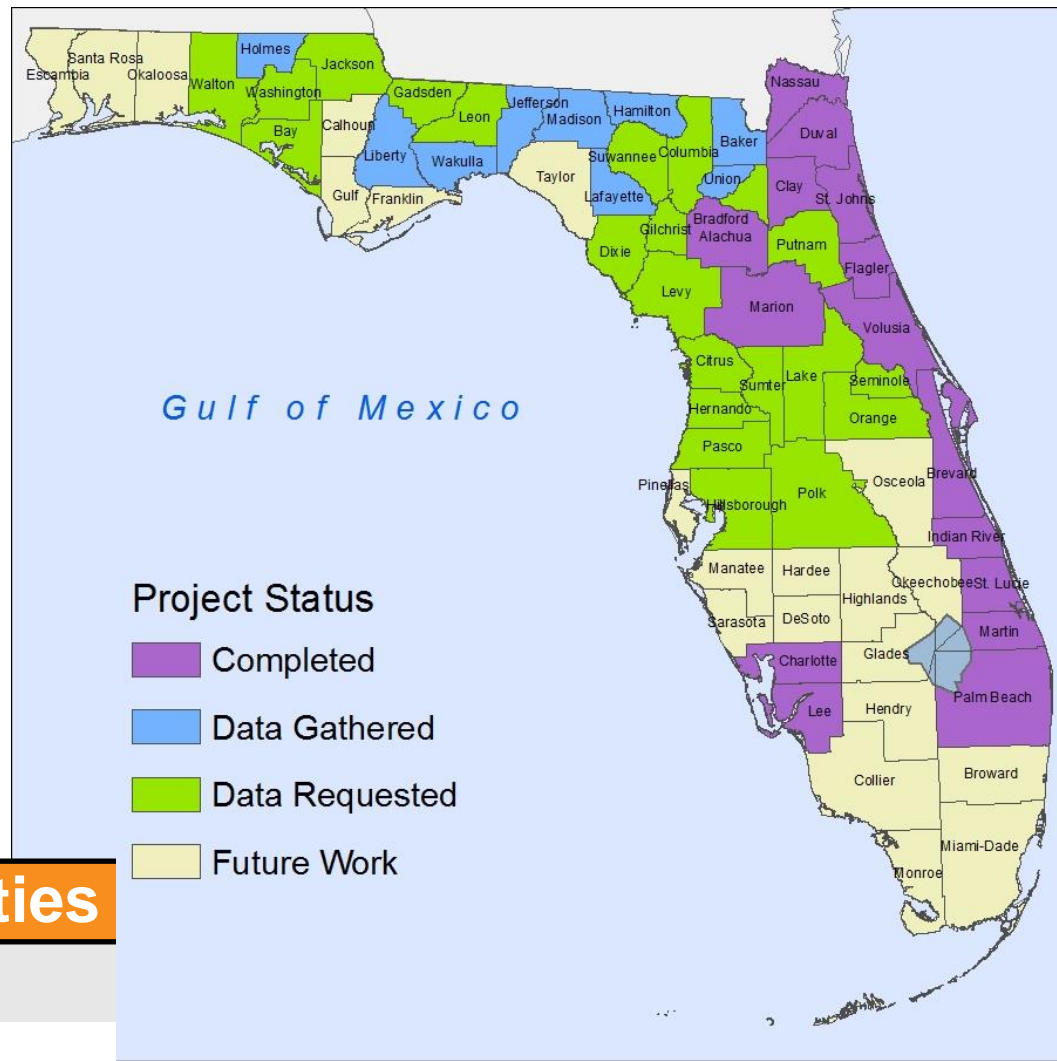 Holmes
Santa Rosa
Jackson
Escambia
Okaloosa
Walton
Washington
Gadsden
Nassau
Jefferson
Hamilton
Leon
Madison
Calhoun
Bay
Duval
Baker
Suwannee
Columbia
Liberty
Wakulla
Taylor
Union
Clay
Gulf
Franklin
Lafayette
St. Johns
Bradford
Gilchrist
Alachua
Putnam
Dixie
Flagler
Levy
Marion
Volusia
Citrus
Lake
Sumter
Seminole
Gulf of Mexico
Hernando
Orange
Pasco
Brevard
Pinellas
Osceola
Polk
Hillsborough
Indian River
Manatee
Hardee
Okeechobee
St. Lucie
Project Status
Highlands
Sarasota
DeSoto
Martin
Completed
Charlotte
Glades
Palm Beach
Lee
Hendry
Data Gathered
Collier
Broward
Data Requested
Miami-Dade
Future Work
Monroe
ties